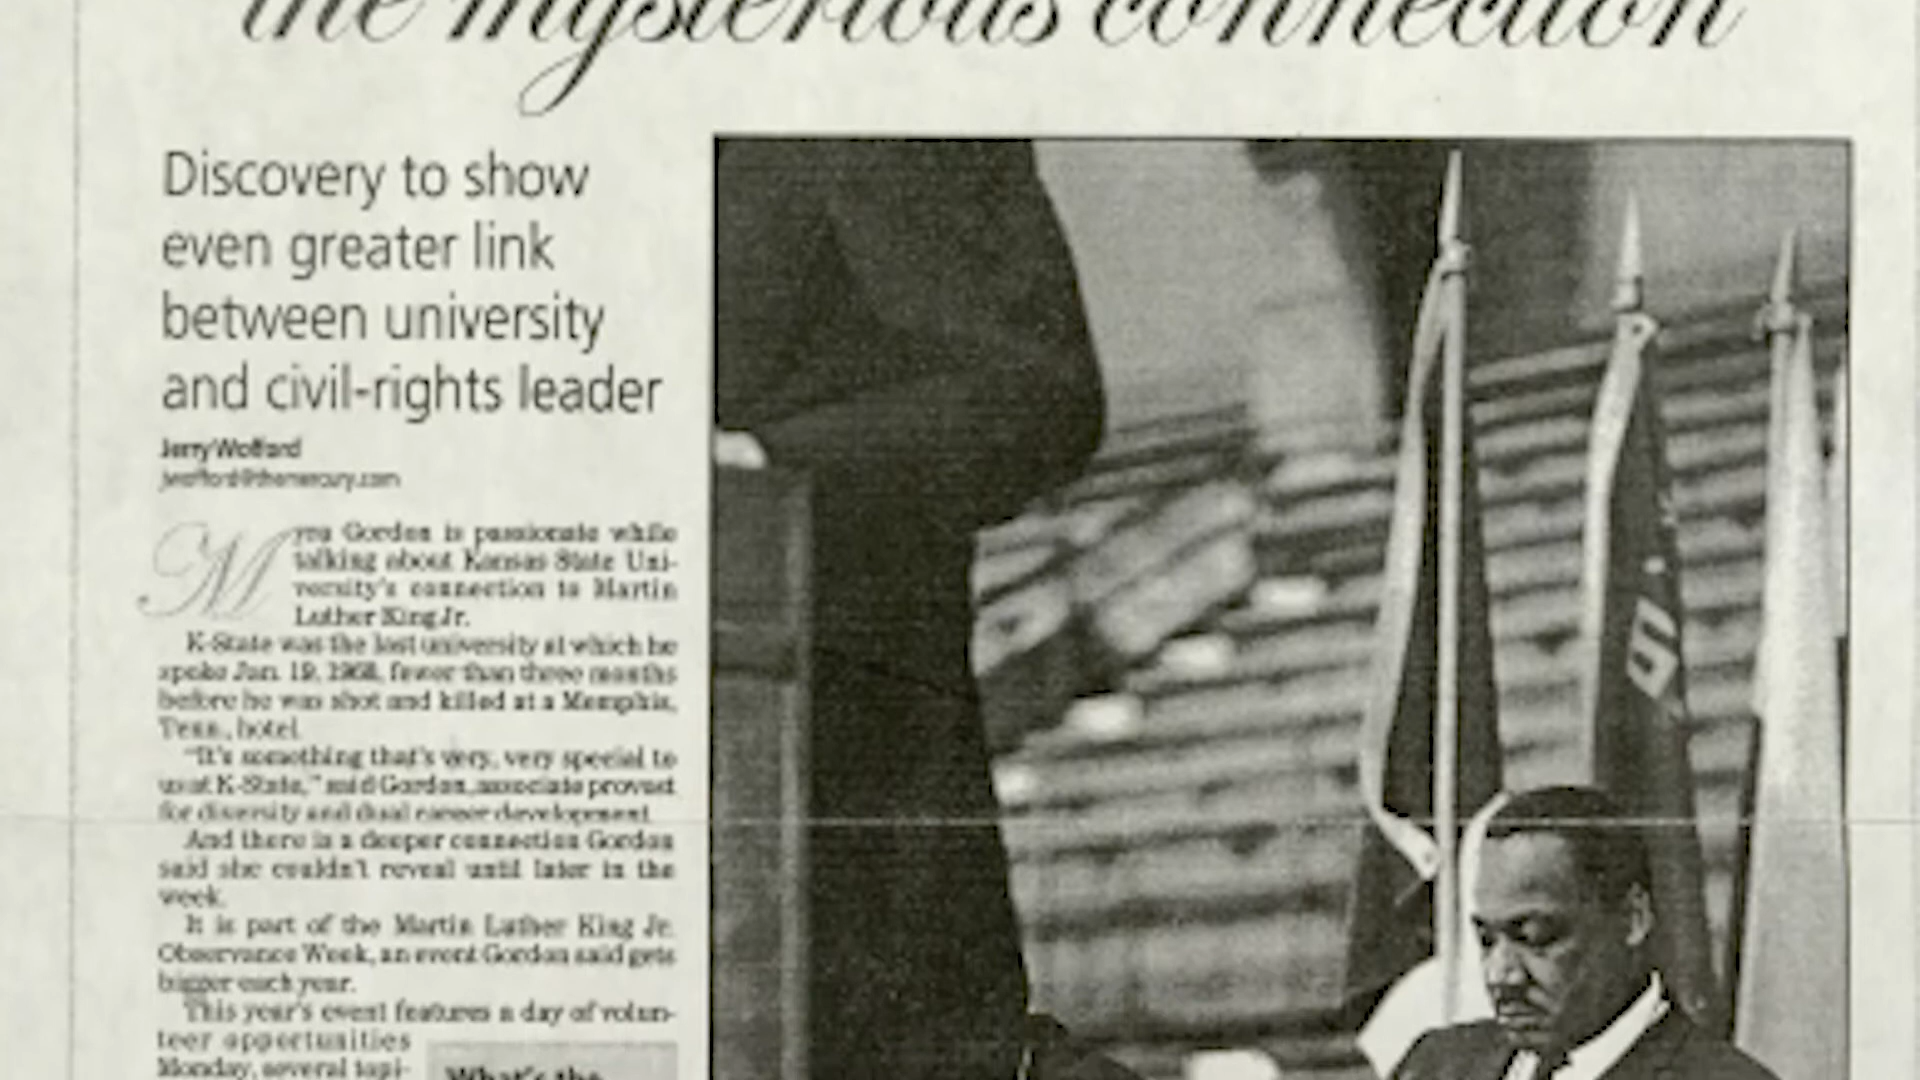 the mysterious connection
Discovery to show
even greater link
between university
and civil-rights leader
Jerry Wofford
jwofford@themercury.com
Myra Gordon is passionate while
talking about Kansas State Uni-
versity's connection to Martin
Luther King Jr.
K-State was the last university at which he
spoke Jan. 19, 1968, fewer than three months
before he was shot and killed at a Memphis,
Tenn., hotel.
"It's something that's very, very special to
us at K-State," said Gordon, associate provost
for diversity and dual career development.
And there is a deeper connection Gordon
said she couldn't reveal until later in the
week.
It is part of the Martin Luther King Jr.
Observance Week, an event Gordon said gets
bigger each year.
This year's event features a day of volun-
teer opportunities
Monday, several topi-
What's the